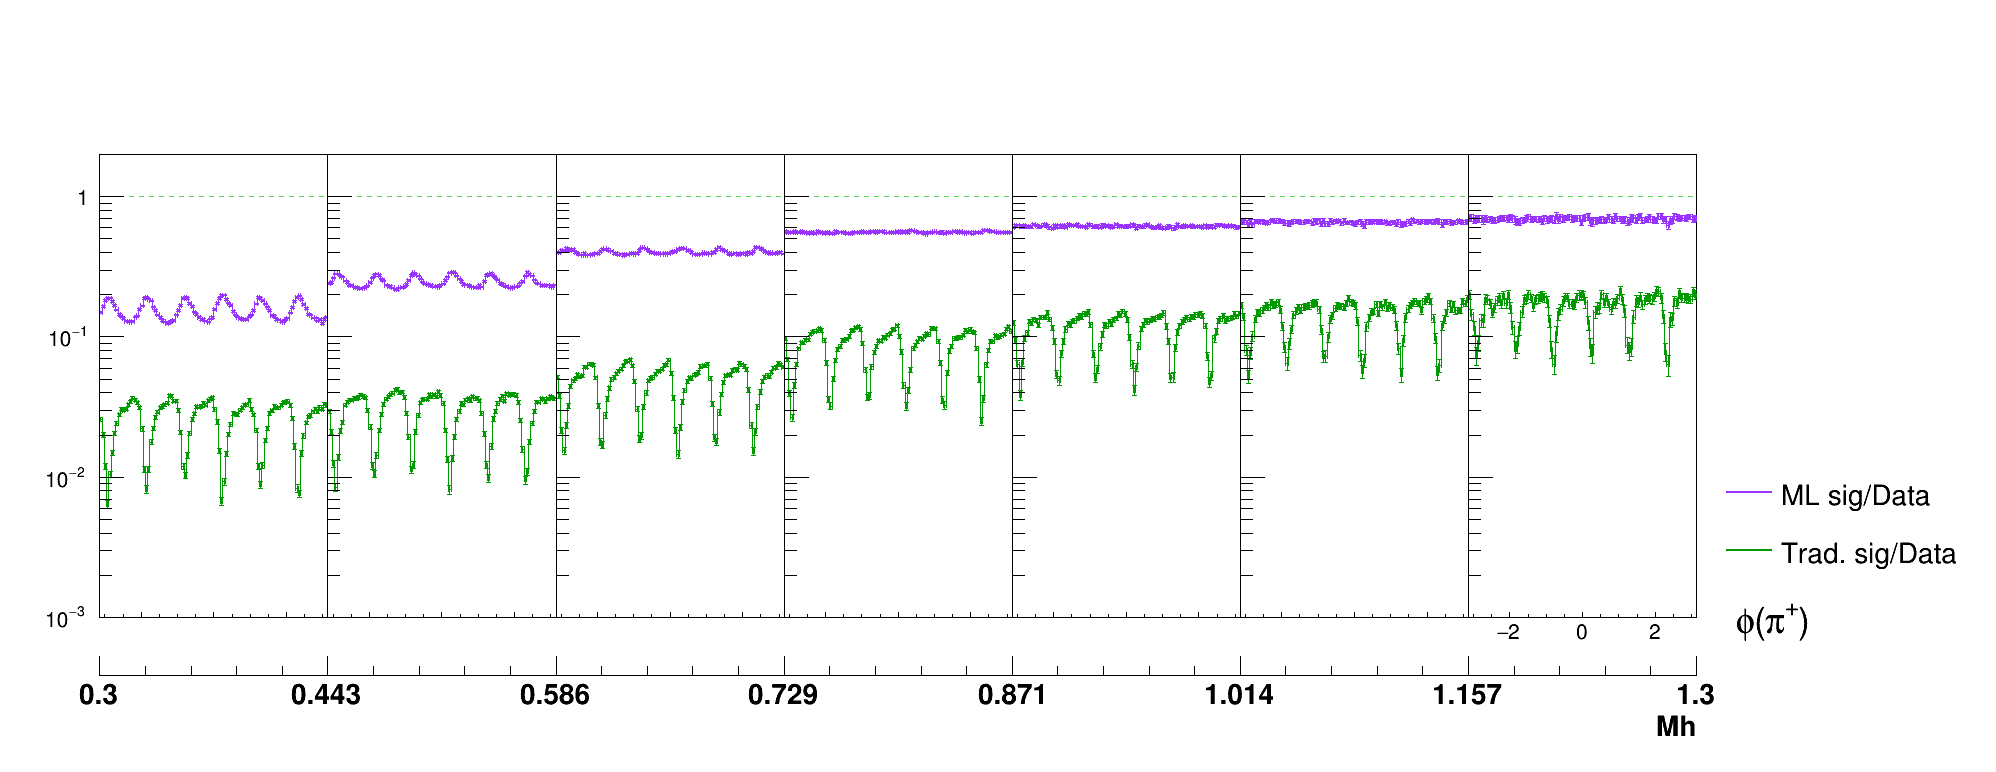 1
10⁻¹
10⁻²
10⁻³
ML sig/Data
Trad. sig/Data
−2 0 2
ϕ(π⁺)
0.3 0.443 0.586 0.729 0.871 1.014 1.157 1.3
Mh